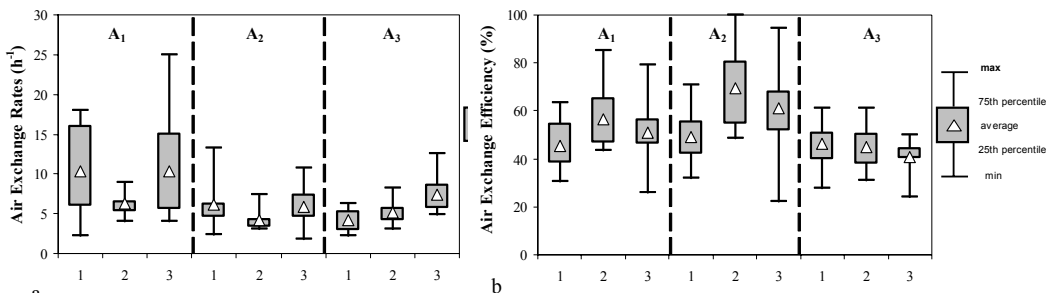 Air Exchange Rates (h-1)
30
25
20
15
10
5
0
A1 A2 A3
1 2 3 1 2 3 1 2 3
a
Air Exchange Efficiency (%)
100
80
60
40
20
0
A1 A2 A3
1 2 3 1 2 3 1 2 3
b
max
75th percentile
average
25th percentile
min